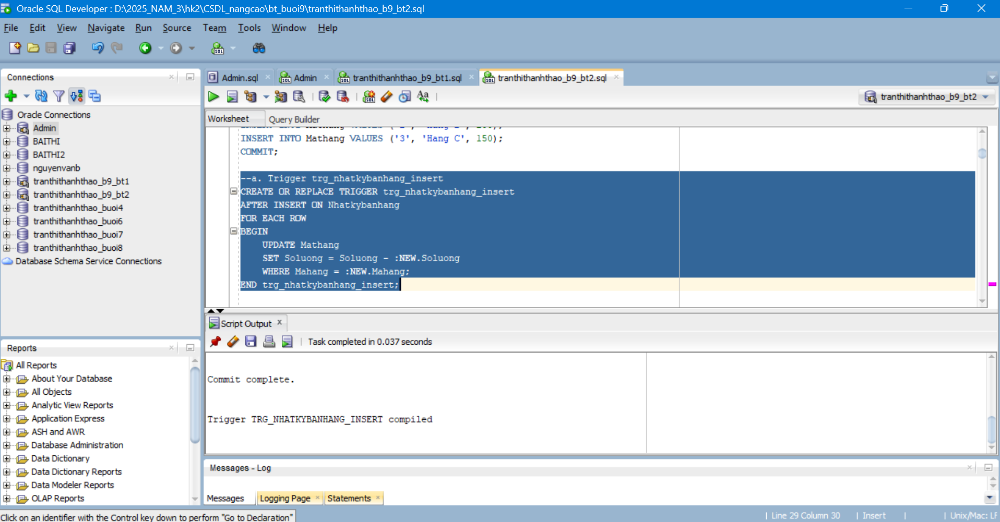 Oracle SQL Developer : D:\2025_NAM_3\hk2\CSDL_nangcao\bt_buoi9\tranthithanhthao_b9_bt2.sql
File Edit View Navigate Run Source Team Tools Window Help
Connections
Oracle Connections
Admin
BAITHI
BAITHI2
nguyenvanb
tranthithanhthao_b9_bt1
tranthithanhthao_b9_bt2
tranthithanhthao_buoi4
tranthithanhthao_buoi6
tranthithanhthao_buoi7
tranthithanhthao_buoi8
Database Schema Service Connections
Reports
All Reports
About Your Database
All Objects
Analytic View Reports
Application Express
ASH and AWR
Database Administration
Data Dictionary
Data Dictionary Reports
Data Modeler Reports
OLAP Reports
Admin.sql Admin tranthithanhthao_b9_bt1.sql tranthithanhthao_b9_bt2.sql
tranthithanhthao_b9_bt2
Worksheet Query Builder
INSERT INTO Mathang VALUES ('3', 'Hang C', 150);
COMMIT;
--a. Trigger trg_nhatkybanhang_insert
CREATE OR REPLACE TRIGGER trg_nhatkybanhang_insert
AFTER INSERT ON Nhatkybanhang
FOR EACH ROW
BEGIN
UPDATE Mathang
SET Soluong = Soluong - :NEW.Soluong
WHERE Mahang = :NEW.Mahang;
END trg_nhatkybanhang_insert;
Script Output
Task completed in 0.037 seconds
Commit complete.
Trigger TRG_NHATKYBANHANG_INSERT compiled
Messages - Log
Messages Logging Page Statements
Click on an identifier with the Control key down to perform "Go to Declaration"
Line 29 Column 30 | Insert | | Unix/Mac: LF